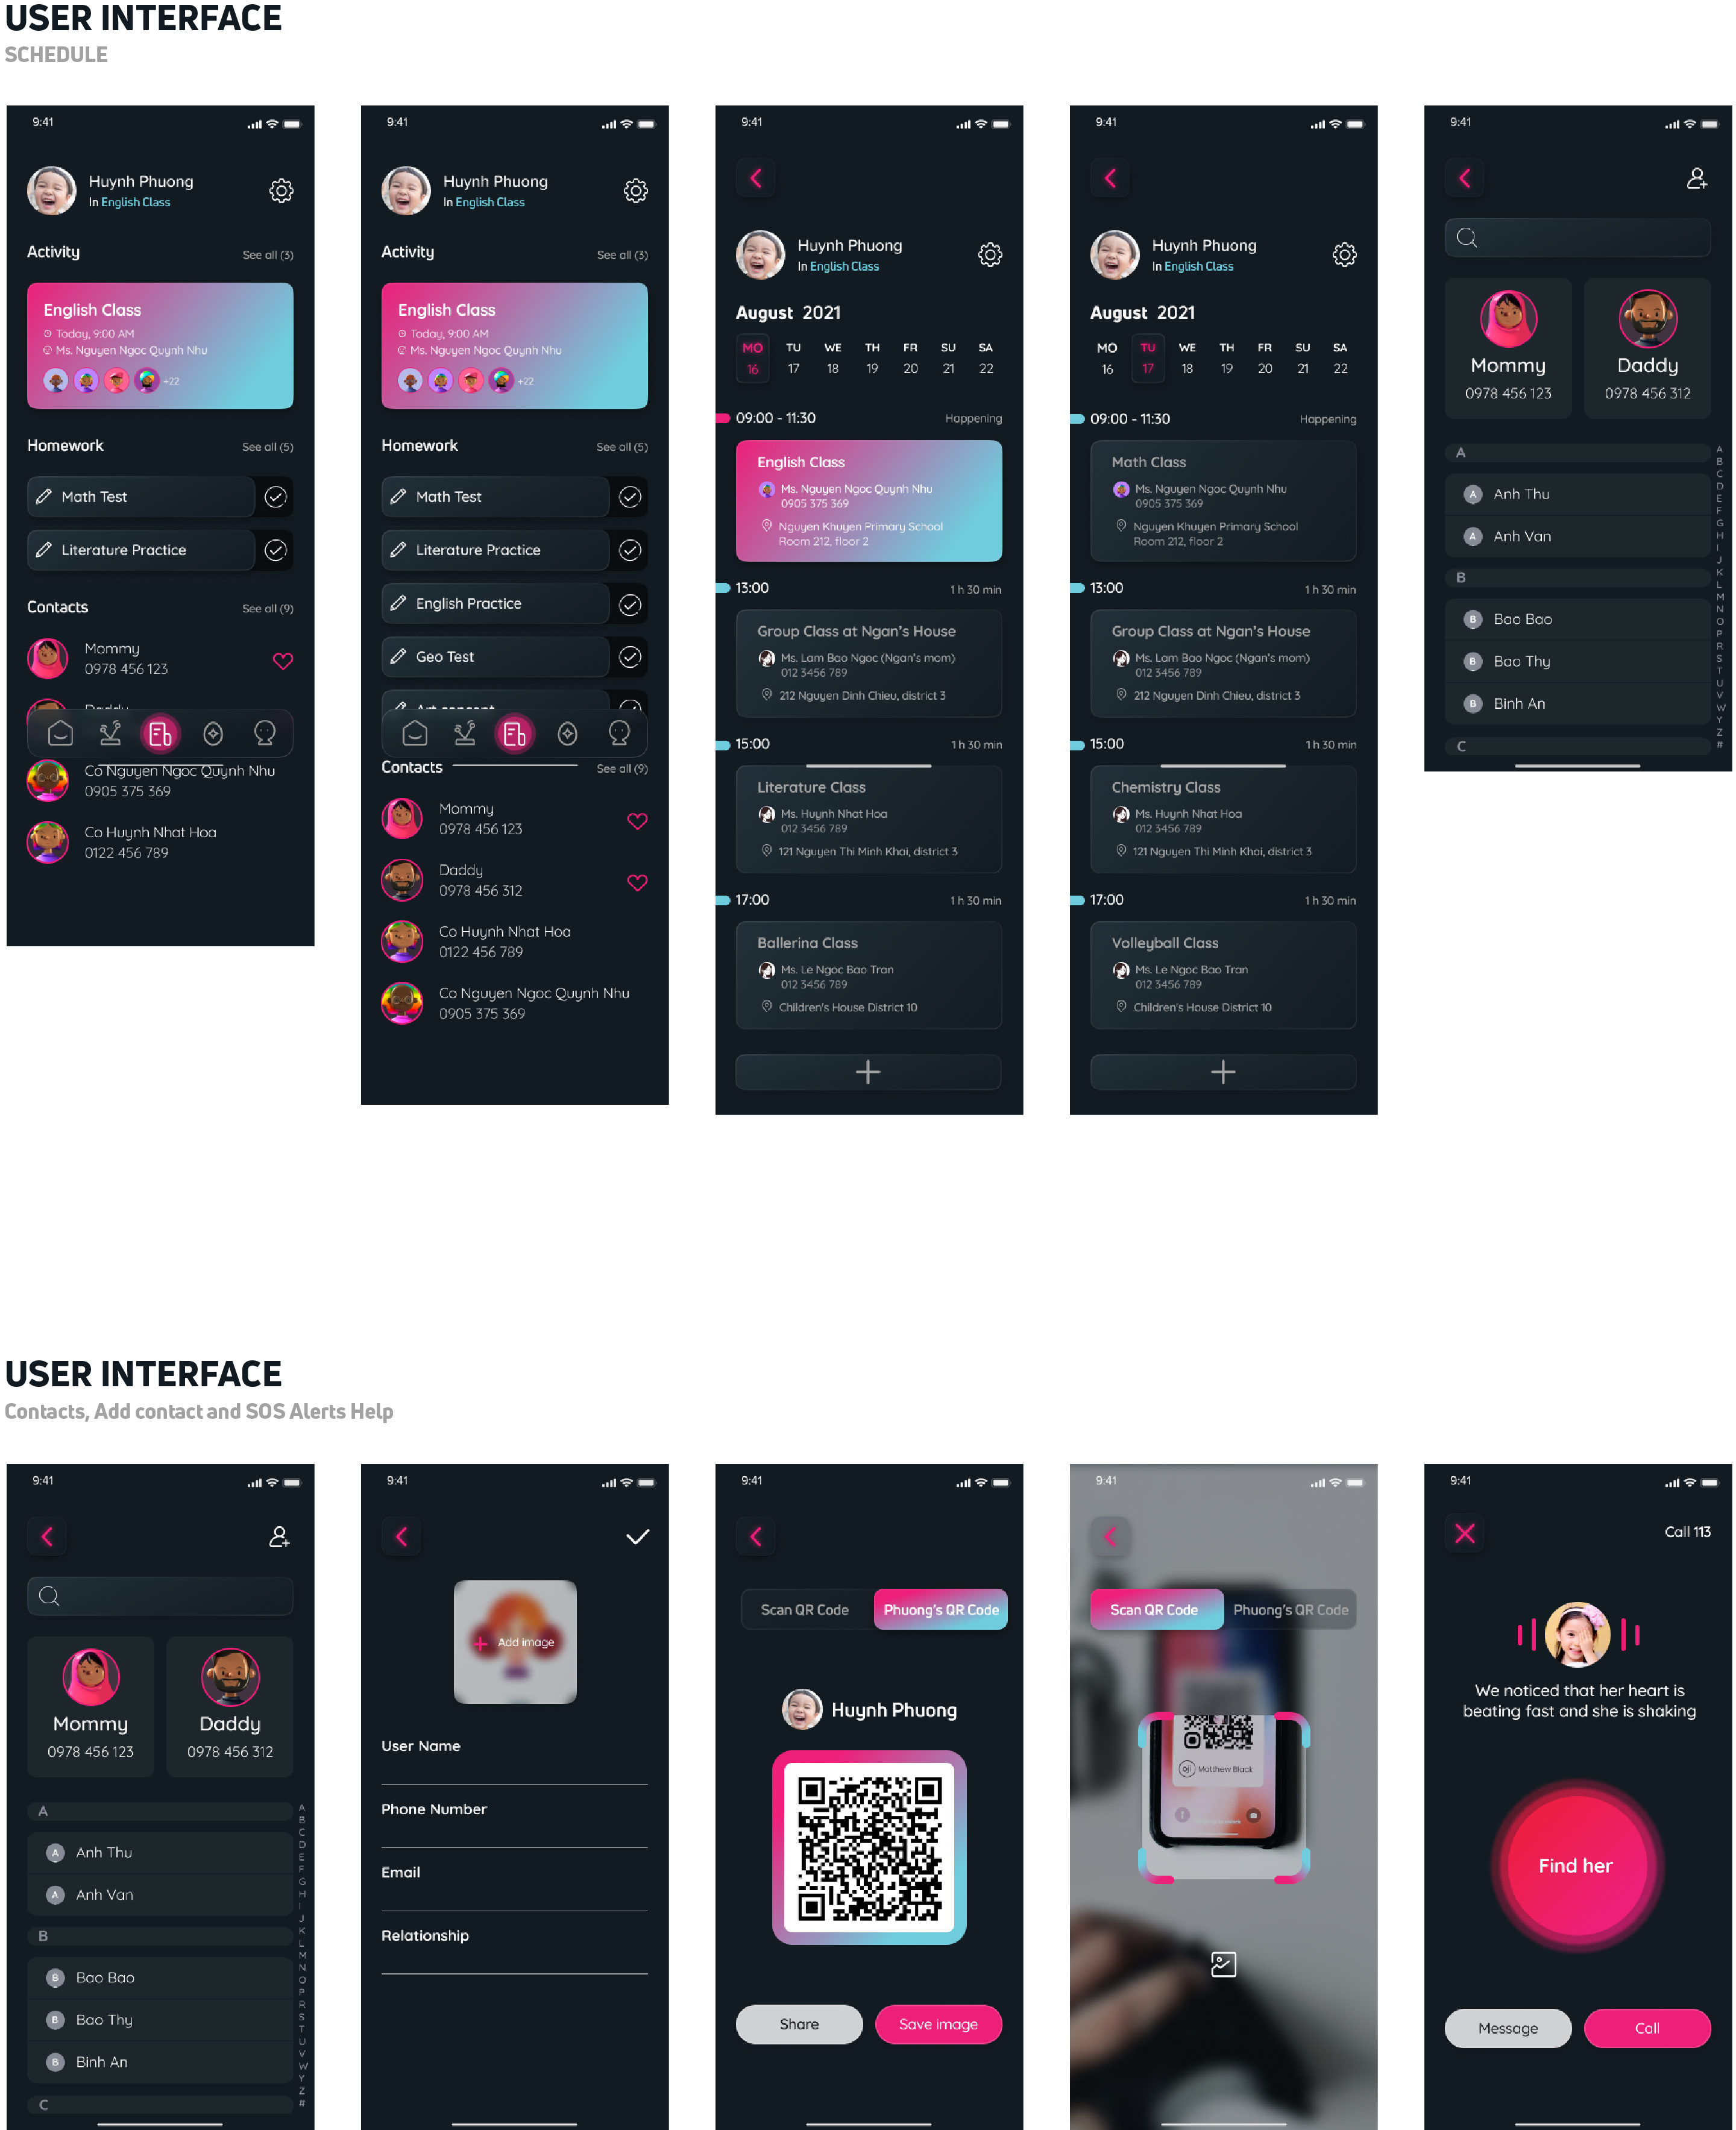 USER INTERFACE
SCHEDULE
9:41
Huynh Phuong
In English Class
Activity
See all (3)
English Class
Today, 9:00 AM
Ms. Nguyen Ngoc Quynh Nhu
+22
Homework
See all (5)
Math Test
Literature Practice
Contacts
See all (9)
Mommy
0978 456 123
Daddy
Co Nguyen Ngoc Quynh Nhu
0905 375 369
Co Huynh Nhat Hoa
0122 456 789
9:41
Huynh Phuong
In English Class
Activity
See all (3)
English Class
Today, 9:00 AM
Ms. Nguyen Ngoc Quynh Nhu
+22
Homework
See all (5)
Math Test
Literature Practice
English Practice
Geo Test
Art concept
Contacts
See all (9)
Mommy
0978 456 123
Daddy
0978 456 312
Co Huynh Nhat Hoa
0122 456 789
Co Nguyen Ngoc Quynh Nhu
0905 375 369
9:41
Huynh Phuong
In English Class
August 2021
MO TU WE TH FR SU SA
16 17 18 19 20 21 22
09:00 - 11:30
Happening
English Class
Ms. Nguyen Ngoc Quynh Nhu
0905 375 369
Nguyen Khuyen Primary School
Room 212, floor 2
13:00
1 h 30 min
Group Class at Ngan's House
Ms. Lam Bao Ngoc (Ngan's mom)
012 3456 789
212 Nguyen Dinh Chieu, district 3
15:00
1 h 30 min
Literature Class
Ms. Huynh Nhat Hoa
012 3456 789
121 Nguyen Thi Minh Khai, district 3
17:00
1 h 30 min
Ballerina Class
Ms. Le Ngoc Bao Tran
012 3456 789
Children's House District 10
9:41
Huynh Phuong
In English Class
August 2021
MO TU WE TH FR SU SA
16 17 18 19 20 21 22
09:00 - 11:30
Happening
Math Class
Ms. Nguyen Ngoc Quynh Nhu
0905 375 369
Nguyen Khuyen Primary School
Room 212, floor 2
13:00
1 h 30 min
Group Class at Ngan's House
Ms. Lam Bao Ngoc (Ngan's mom)
012 3456 789
212 Nguyen Dinh Chieu, district 3
15:00
1 h 30 min
Chemistry Class
Ms. Huynh Nhat Hoa
012 3456 789
121 Nguyen Thi Minh Khai, district 3
17:00
1 h 30 min
Volleyball Class
Ms. Le Ngoc Bao Tran
012 3456 789
Children's House District 10
9:41
Mommy
0978 456 123
Daddy
0978 456 312
A
A Anh Thu
A Anh Van
B
B Bao Bao
B Bao Thy
B Binh An
C
A
B
C
D
E
F
G
H
I
J
K
L
M
N
O
P
R
S
T
U
V
W
Y
Z
#
USER INTERFACE
Contacts, Add contact and SOS Alerts Help
9:41
Mommy
0978 456 123
Daddy
0978 456 312
A
A Anh Thu
A Anh Van
B
B Bao Bao
B Bao Thy
B Binh An
C
A
B
C
D
E
F
G
H
I
J
K
L
M
N
O
P
R
S
T
U
V
W
Y
Z
#
9:41
Add image
User Name
Phone Number
Email
Relationship
9:41
Scan QR Code
Phuong's QR Code
Huynh Phuong
Share
Save image
9:41
Scan QR Code
Phuong's QR Code
Matthew Black
9:41
Call 113
We noticed that her heart is
beating fast and she is shaking
Find her
Message
Call